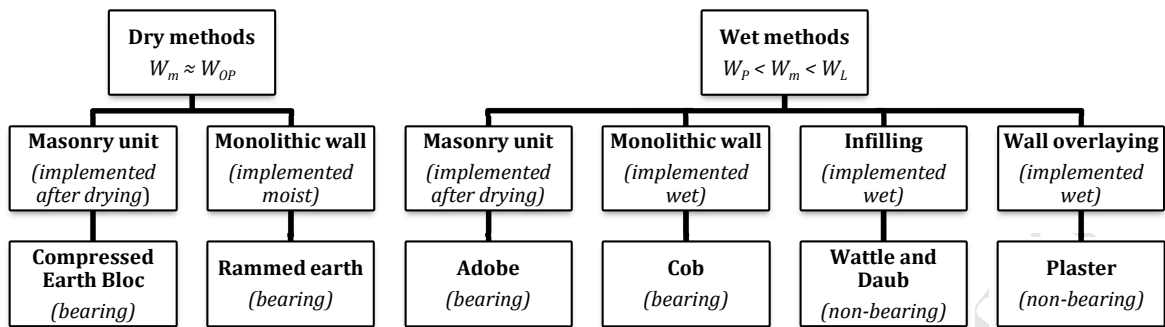 Dry methods
W_m ≈ W_OP
Wet methods
W_P < W_m < W_L
Masonry unit
(implemented
after drying)
Monolithic wall
(implemented
moist)
Masonry unit
(implemented
after drying)
Monolithic wall
(implemented
wet)
Infilling
(implemented
wet)
Wall overlaying
(implemented
wet)
Compressed
Earth Bloc
(bearing)
Rammed earth
(bearing)
Adobe
(bearing)
Cob
(bearing)
Wattle and
Daub
(non-bearing)
Plaster
(non-bearing)